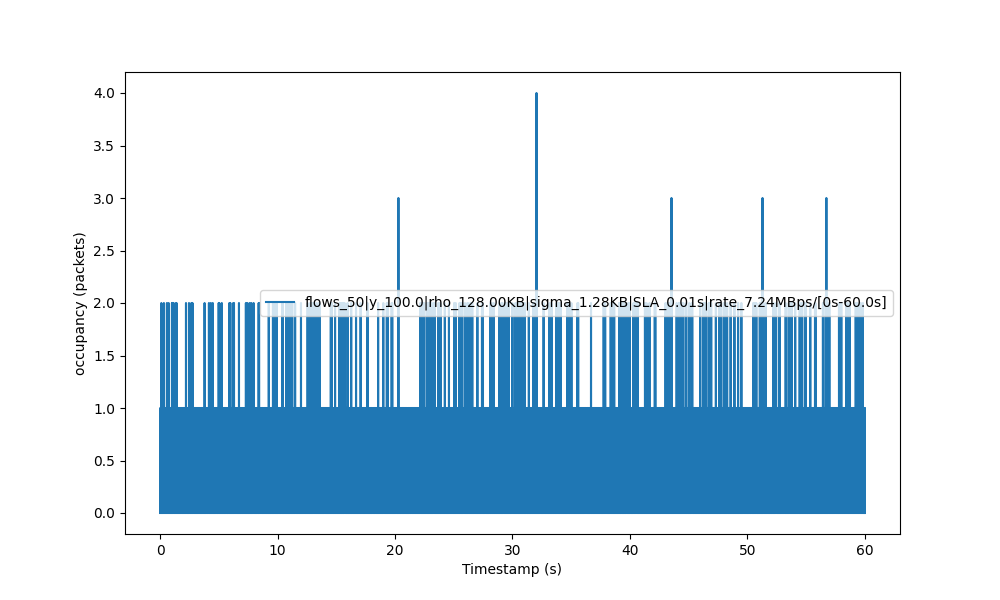 4.0
3.5
3.0
2.5
2.0
1.5
1.0
0.5
0.0
occupancy (packets)
flows_50|y_100.0|rho_128.00KB|sigma_1.28KB|SLA_0.01s|rate_7.24MBps/[0s-60.0s]
0 10 20 30 40 50 60
Timestamp (s)